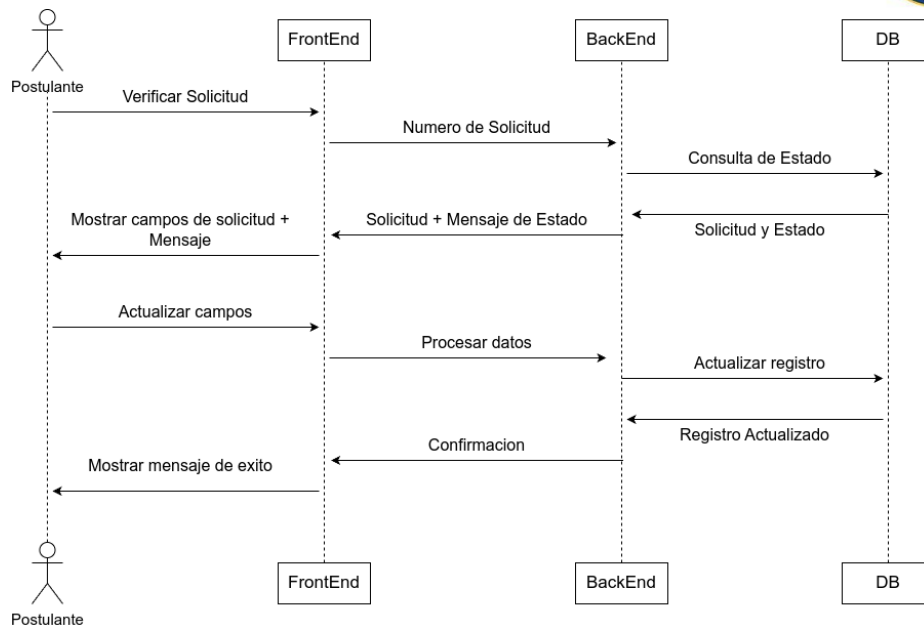 FrontEnd
BackEnd
DB
Postulante
Verificar Solicitud
Numero de Solicitud
Consulta de Estado
Solicitud y Estado
Solicitud + Mensaje de Estado
Mostrar campos de solicitud +
Mensaje
Actualizar campos
Procesar datos
Actualizar registro
Registro Actualizado
Confirmacion
Mostrar mensaje de exito
Postulante
FrontEnd
BackEnd
DB